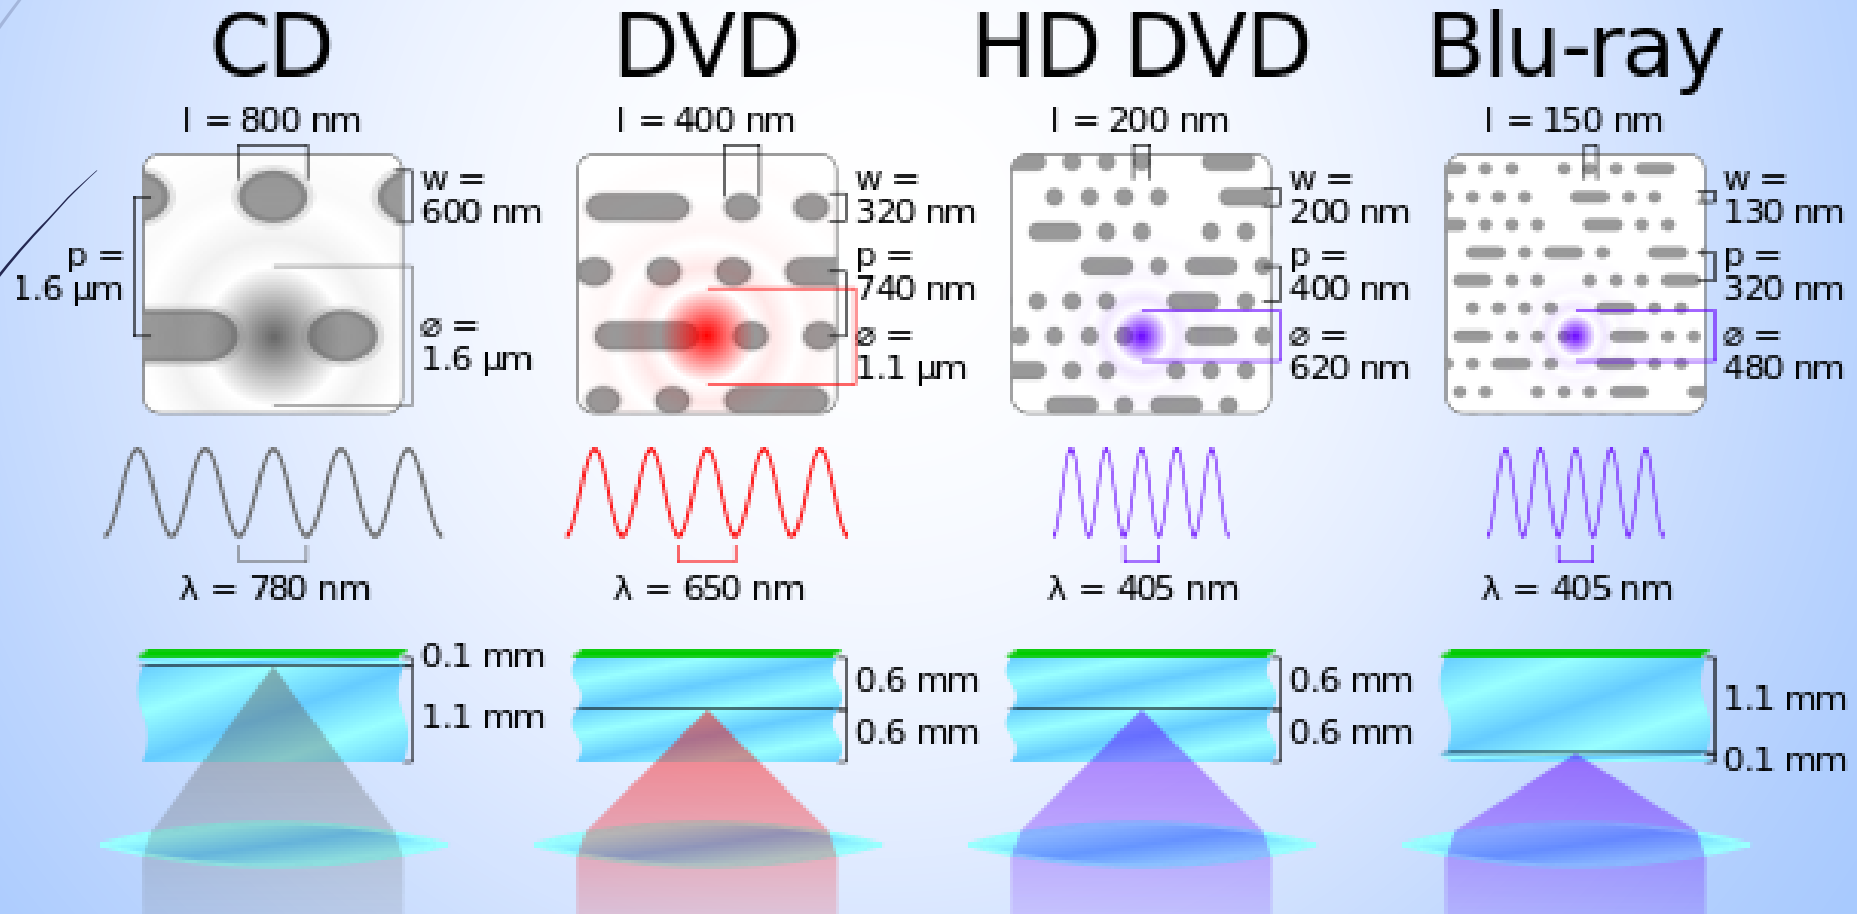 CD
DVD
HD DVD
Blu-ray
l = 800 nm
l = 400 nm
l = 200 nm
l = 150 nm
w =
600 nm
p =
1.6 µm
⌀ =
1.6 µm
w =
320 nm
p =
740 nm
⌀ =
1.1 µm
w =
200 nm
p =
400 nm
⌀ =
620 nm
w =
130 nm
p =
320 nm
⌀ =
480 nm
λ = 780 nm
λ = 650 nm
λ = 405 nm
λ = 405 nm
0.1 mm
1.1 mm
0.6 mm
0.6 mm
0.6 mm
0.6 mm
1.1 mm
0.1 mm